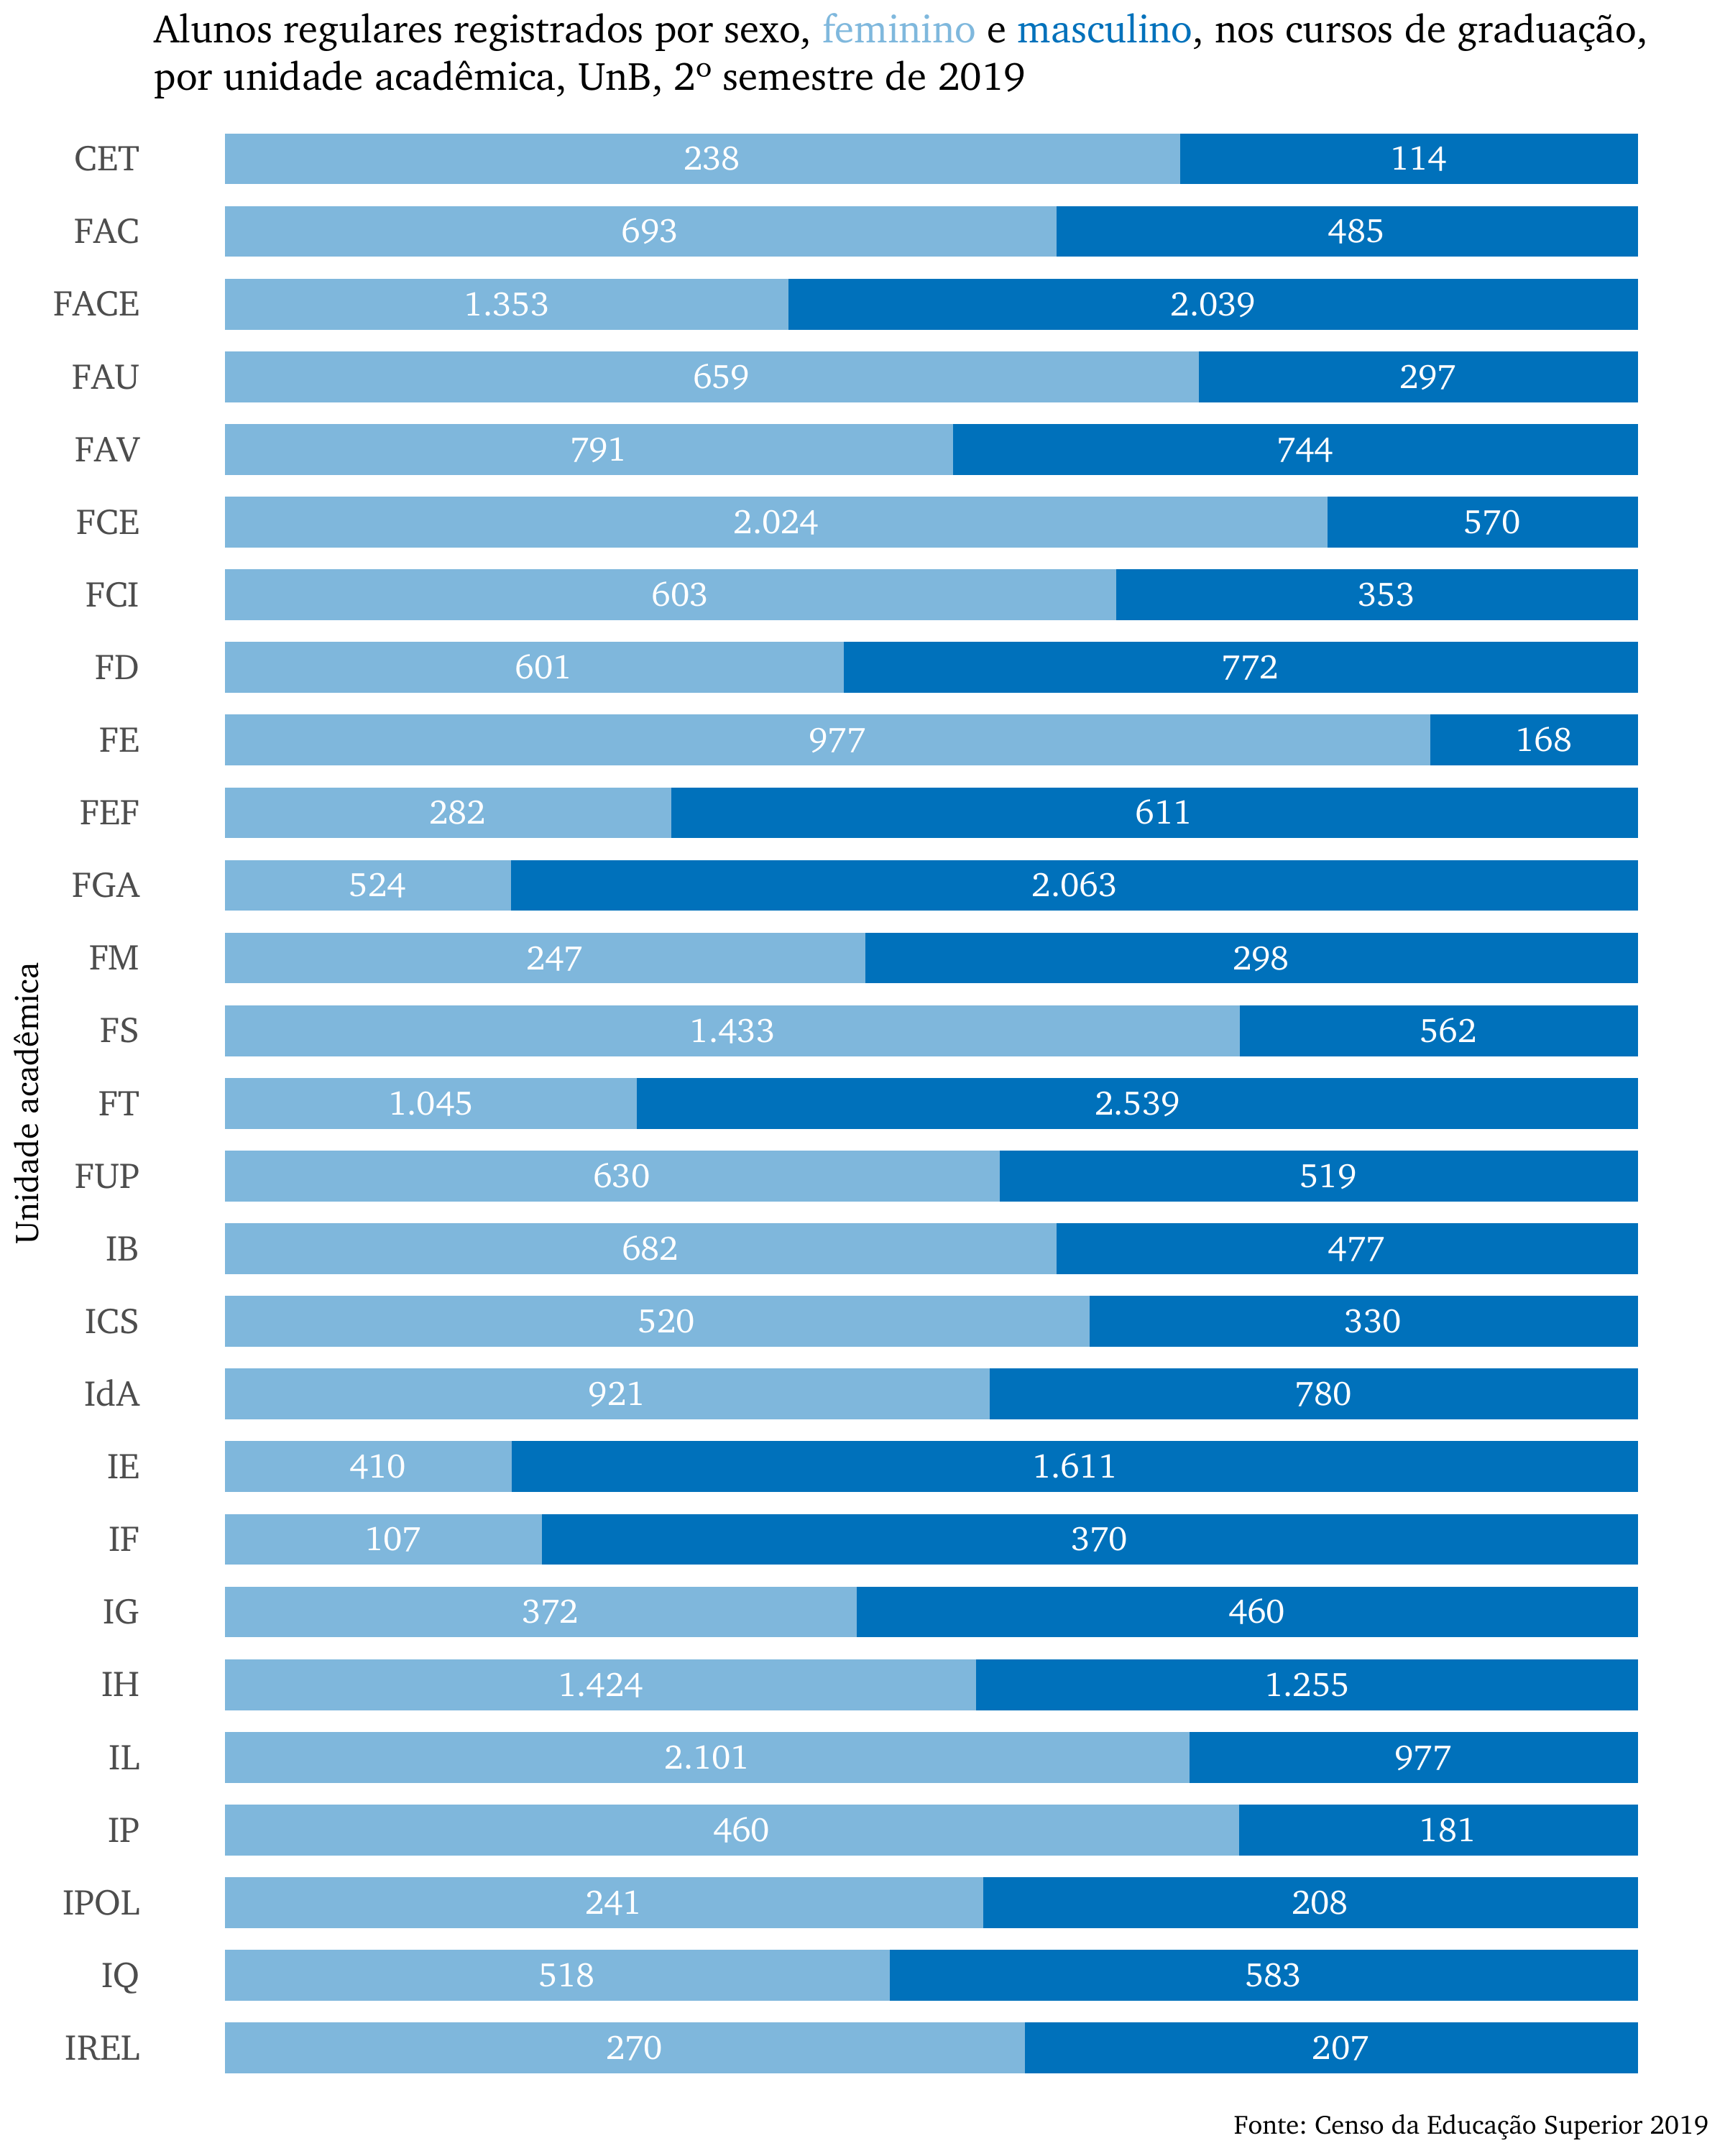 Alunos regulares registrados por sexo, feminino e masculino, nos cursos de graduação,
por unidade acadêmica, UnB, 2º semestre de 2019
CET 238 114
FAC 693 485
FACE 1.353 2.039
FAU 659 297
FAV 791 744
FCE 2.024 570
FCI 603 353
FD 601 772
FE 977 168
FEF 282 611
FGA 524 2.063
FM 247 298
FS 1.433 562
FT 1.045 2.539
FUP 630 519
IB 682 477
ICS 520 330
IdA 921 780
IE 410 1.611
IF 107 370
IG 372 460
IH 1.424 1.255
IL 2.101 977
IP 460 181
IPOL 241 208
IQ 518 583
IREL 270 207
Unidade acadêmica
Fonte: Censo da Educação Superior 2019